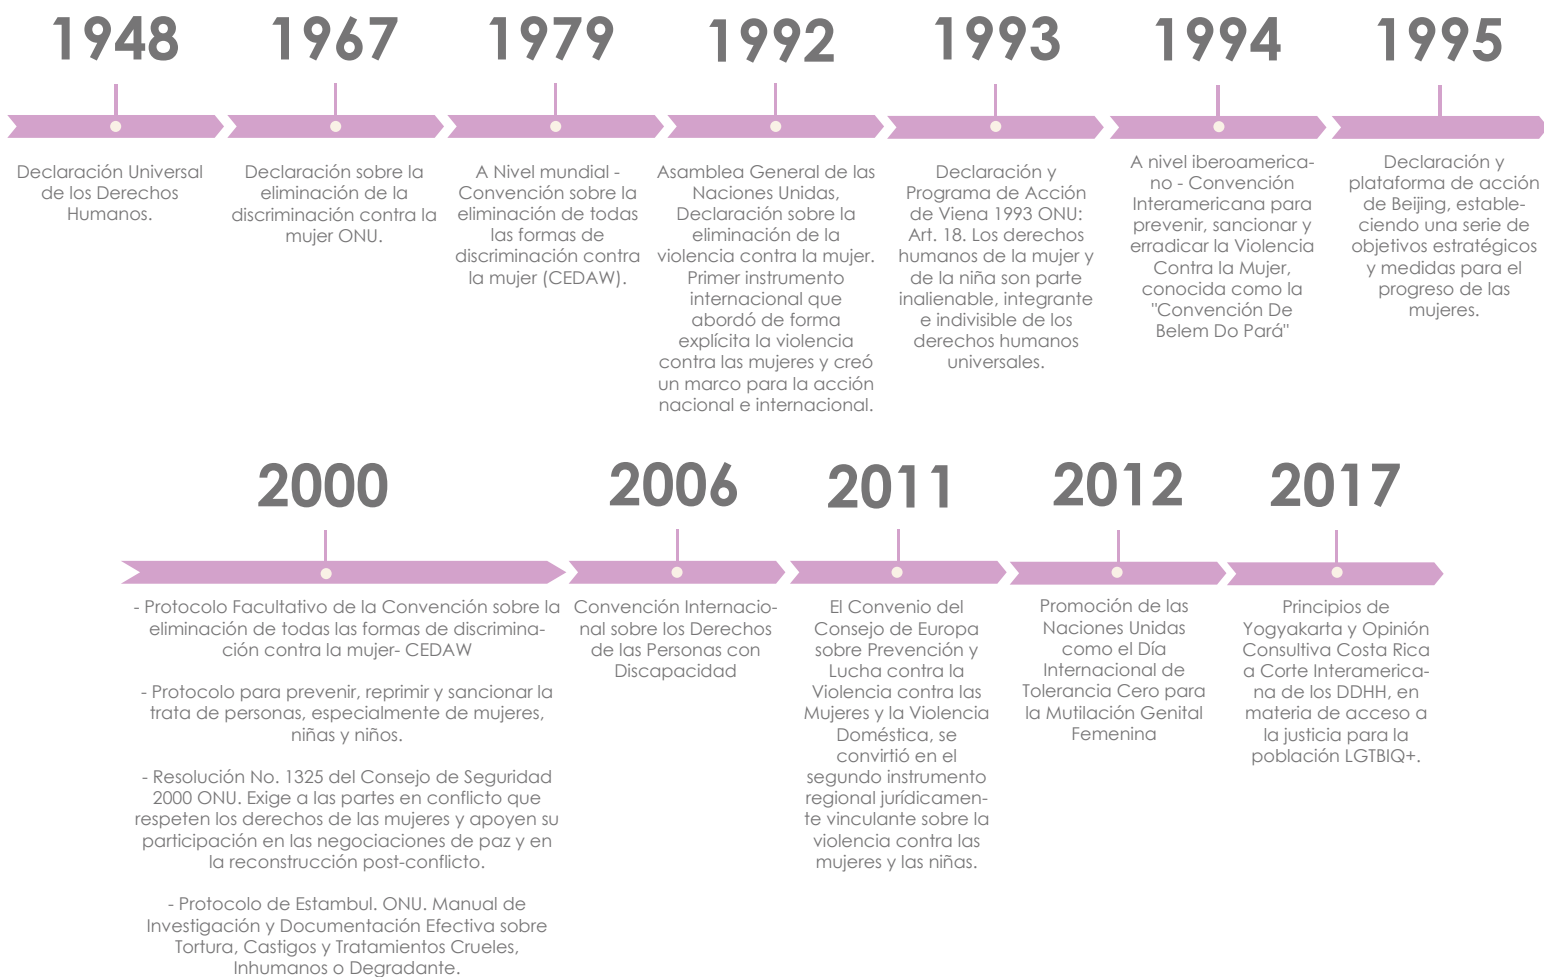 1948
Declaración Universal
de los Derechos
Humanos.
1967
Declaración sobre la
eliminación de la
discriminación contra la
mujer ONU.
1979
A Nivel mundial -
Convención sobre la
eliminación de todas
las formas de
discriminación contra
la mujer (CEDAW).
1992
Asamblea General de las
Naciones Unidas,
Declaración sobre la
eliminación de la
violencia contra la mujer.
Primer instrumento
internacional que
abordó de forma
explícita la violencia
contra las mujeres y creó
un marco para la acción
nacional e internacional.
1993
Declaración y
Programa de Acción
de Viena 1993 ONU:
Art. 18. Los derechos
humanos de la mujer y
de la niña son parte
inalienable, integrante
e indivisible de los
derechos humanos
universales.
1994
A nivel iberoamerica-
no - Convención
Interamericana para
prevenir, sancionar y
erradicar la Violencia
Contra la Mujer,
conocida como la
"Convención De
Belem Do Pará"
1995
Declaración y
plataforma de acción
de Beijing, estable-
ciendo una serie de
objetivos estratégicos
y medidas para el
progreso de las
mujeres.
2000
- Protocolo Facultativo de la Convención sobre la
eliminación de todas las formas de discrimina-
ción contra la mujer- CEDAW
- Protocolo para prevenir, reprimir y sancionar la
trata de personas, especialmente de mujeres,
niñas y niños.
- Resolución No. 1325 del Consejo de Seguridad
2000 ONU. Exige a las partes en conflicto que
respeten los derechos de las mujeres y apoyen su
participación en las negociaciones de paz y en
la reconstrucción post-conflicto.
- Protocolo de Estambul. ONU. Manual de
Investigación y Documentación Efectiva sobre
Tortura, Castigos y Tratamientos Crueles,
Inhumanos o Degradante.
2006
Convención Internacio-
nal sobre los Derechos
de las Personas con
Discapacidad
2011
El Convenio del
Consejo de Europa
sobre Prevención y
Lucha contra la
Violencia contra las
Mujeres y la Violencia
Doméstica, se
convirtió en el
segundo instrumento
regional jurídicamen-
te vinculante sobre la
violencia contra las
mujeres y las niñas.
2012
Promoción de las
Naciones Unidas
como el Día
Internacional de
Tolerancia Cero para
la Mutilación Genital
Femenina
2017
Principios de
Yogyakarta y Opinión
Consultiva Costa Rica
a Corte Interamerica-
na de los DDHH, en
materia de acceso a
la justicia para la
población LGTBIQ+.